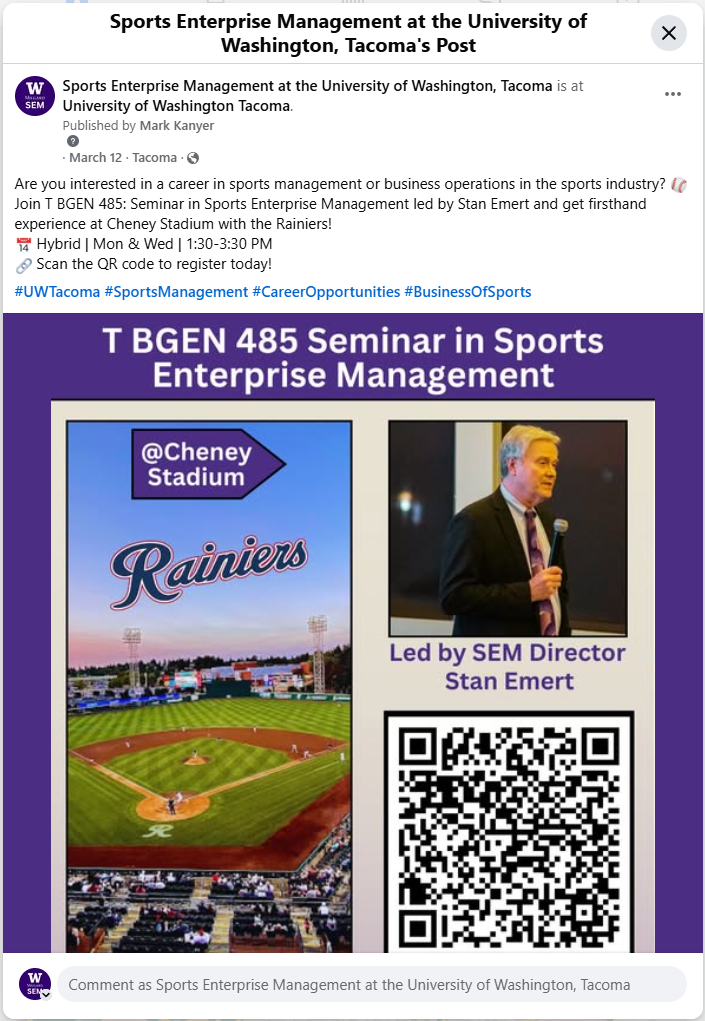 Sports Enterprise Management at the University of
Washington, Tacoma's Post
W
SEM
Sports Enterprise Management at the University of Washington, Tacoma is at
University of Washington Tacoma.
Published by Mark Kanyer
· March 12 · Tacoma ·
Are you interested in a career in sports management or business operations in the sports industry? ⚾
Join T BGEN 485: Seminar in Sports Enterprise Management led by Stan Emert and get firsthand
experience at Cheney Stadium with the Rainiers!
📅 Hybrid | Mon & Wed | 1:30-3:30 PM
🔗 Scan the QR code to register today!
#UWTacoma #SportsManagement #CareerOpportunities #BusinessOfSports
T BGEN 485 Seminar in Sports
Enterprise Management
@Cheney
Stadium
Rainiers
R
Led by SEM Director
Stan Emert
W
SEM
Comment as Sports Enterprise Management at the University of Washington, Tacoma